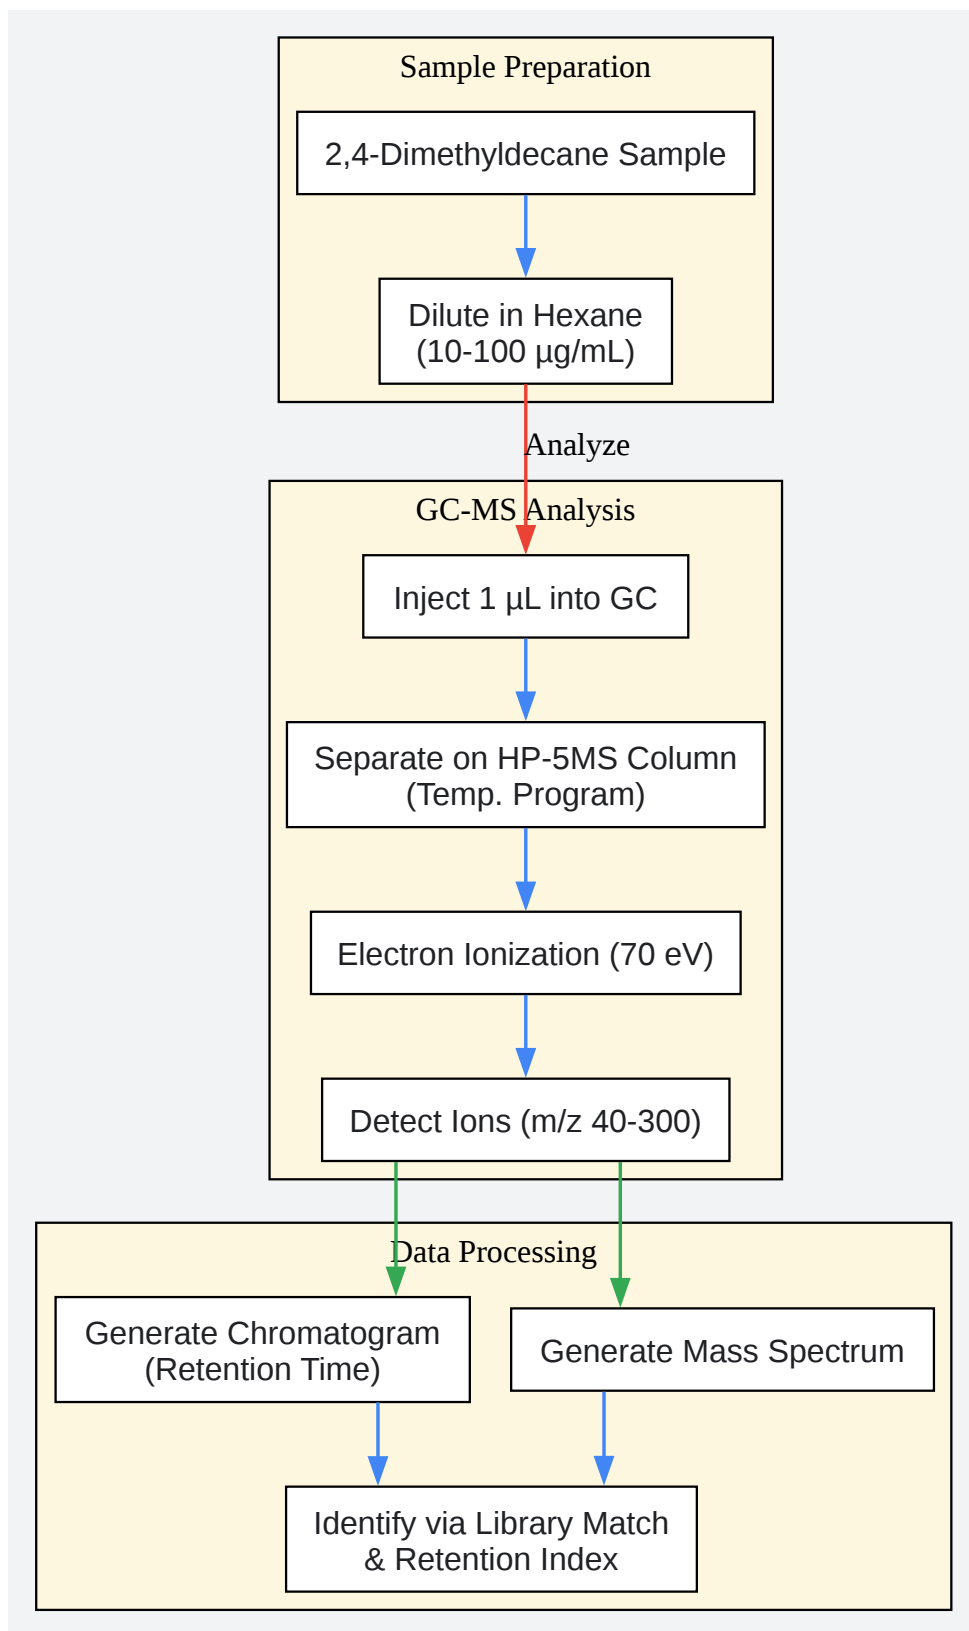 Sample Preparation
2,4-Dimethyldecane Sample
Dilute in Hexane
(10-100 µg/mL)
Analyze
GC-MS Analysis
Inject 1 µL into GC
Separate on HP-5MS Column
(Temp. Program)
Electron Ionization (70 eV)
Detect Ions (m/z 40-300)
Data Processing
Generate Chromatogram
(Retention Time)
Generate Mass Spectrum
Identify via Library Match
& Retention Index